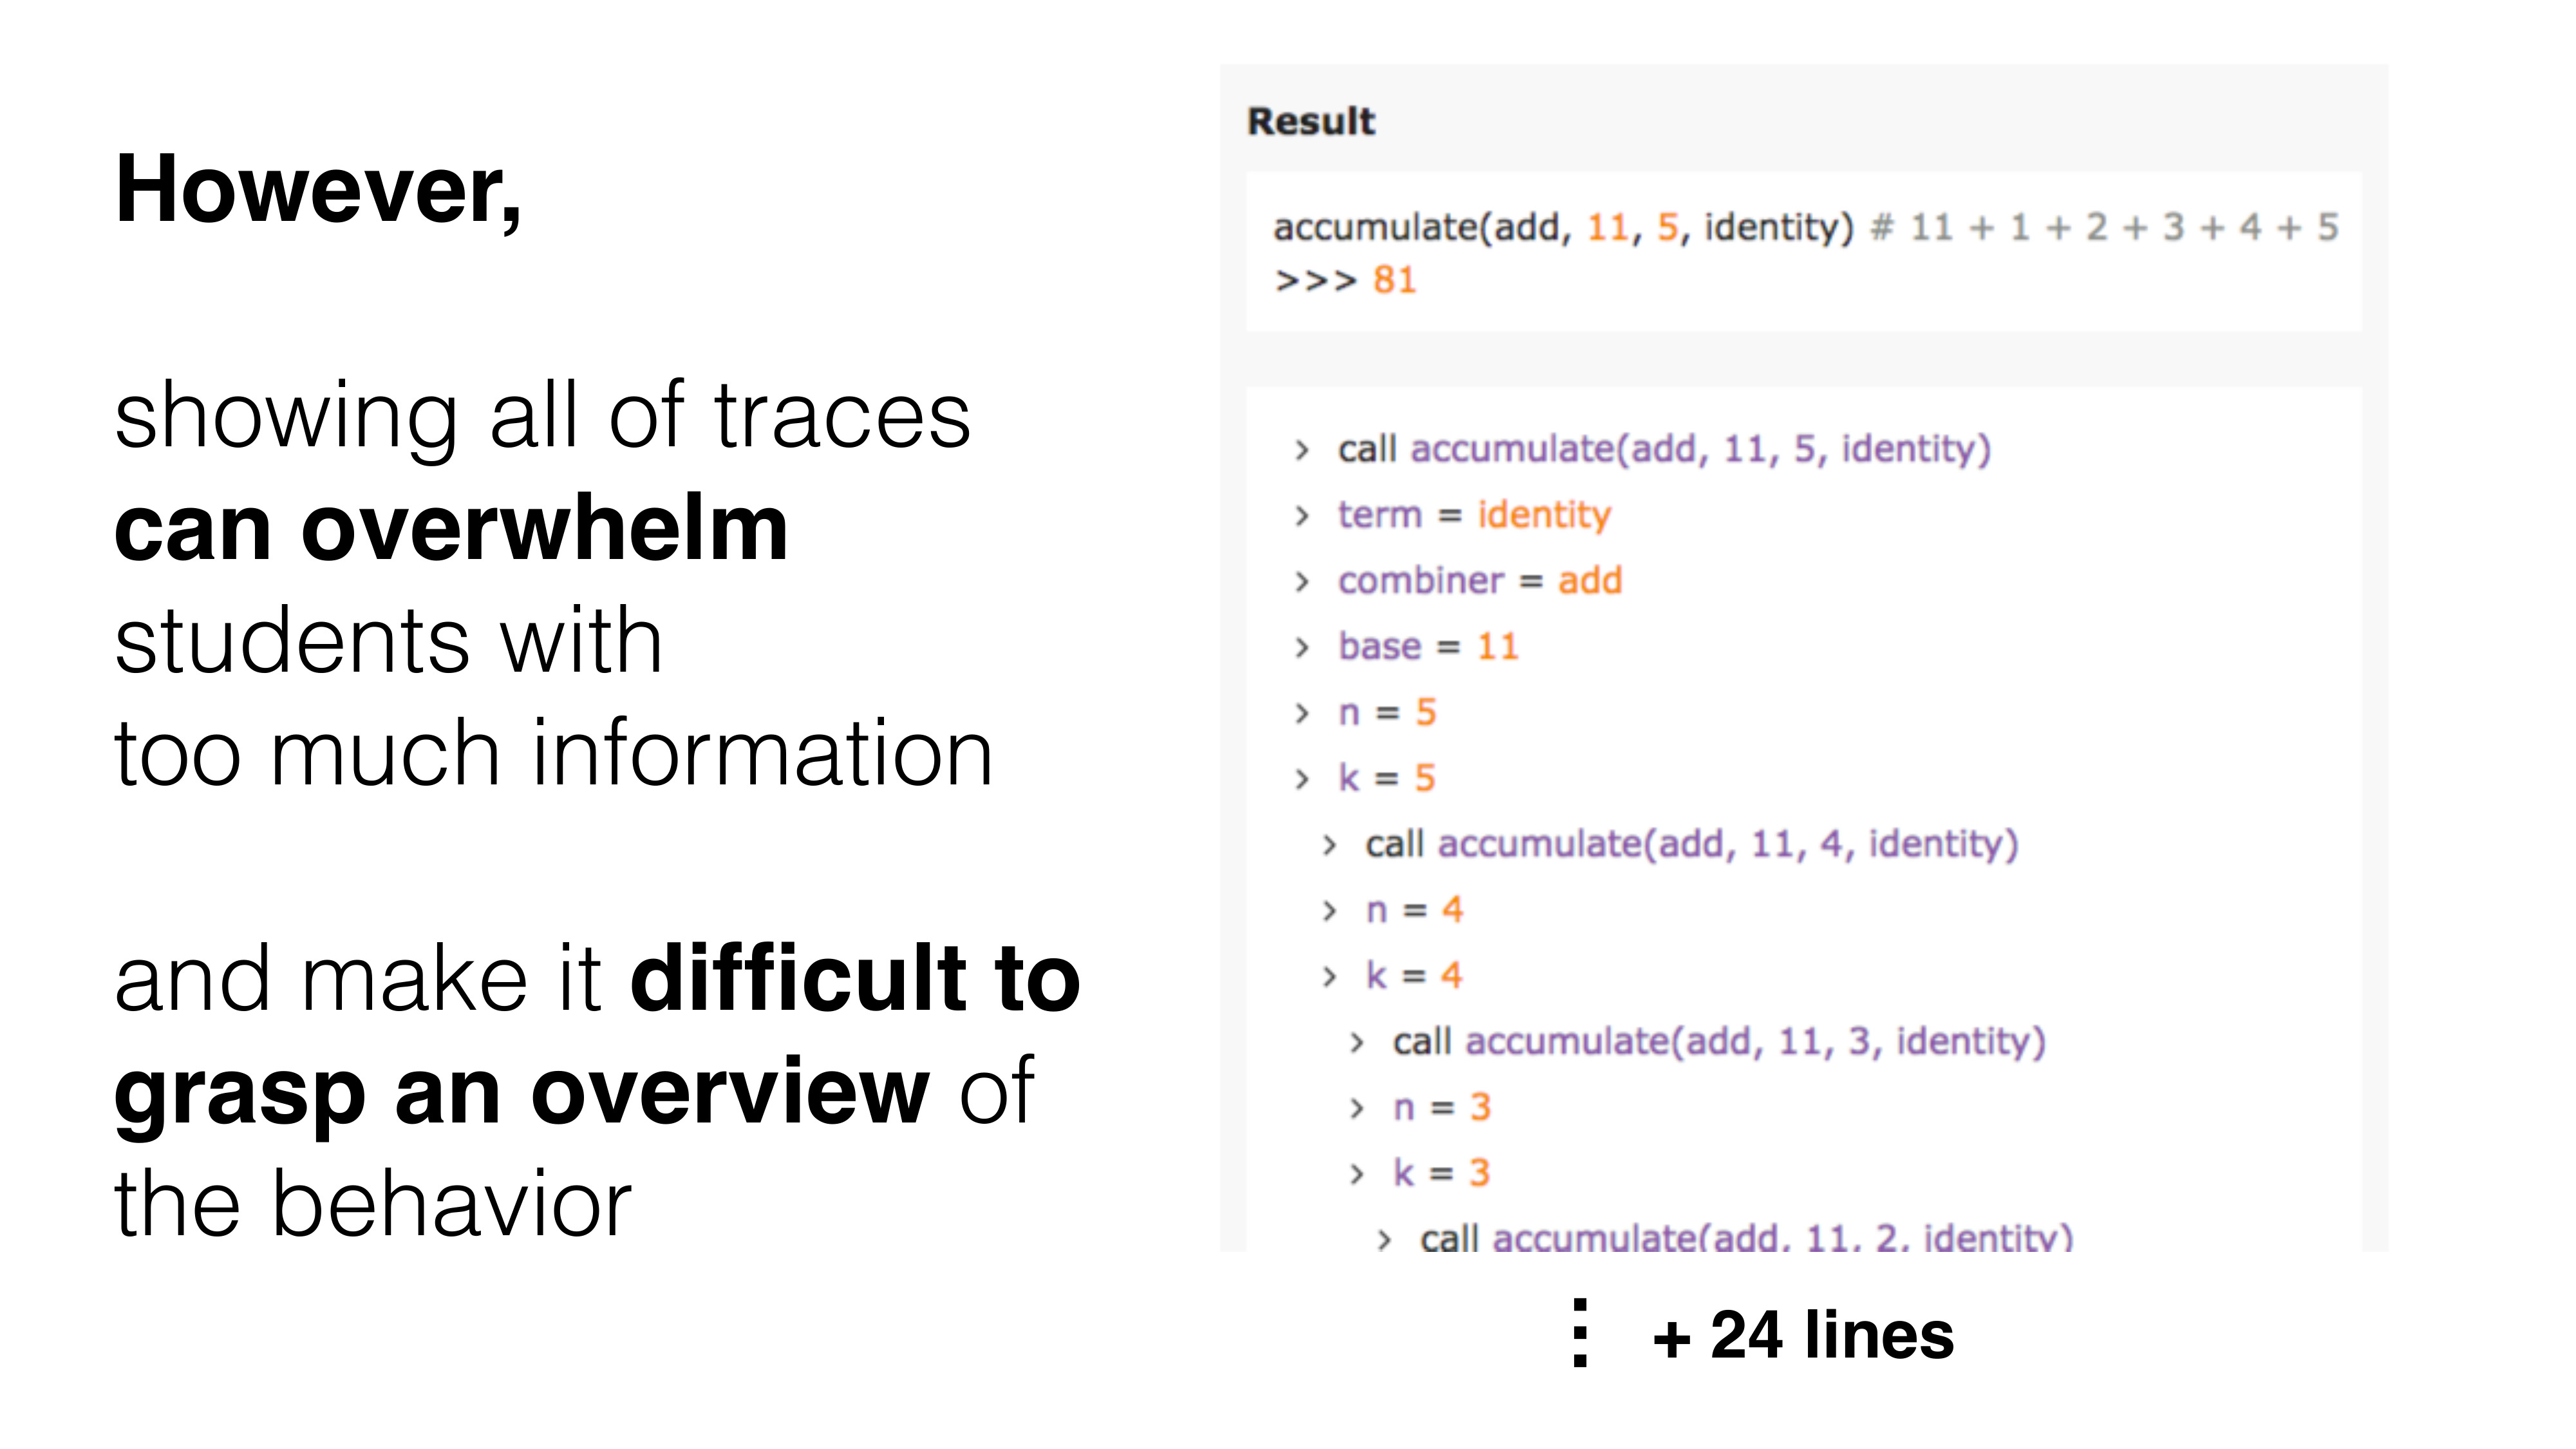 However,
showing all of traces
can overwhelm
students with
too much information
and make it difficult to
grasp an overview of
the behavior
Result
accumulate(add, 11, 5, identity) # 11 + 1 + 2 + 3 + 4 + 5
>>> 81
> call accumulate(add, 11, 5, identity)
> term = identity
> combiner = add
> base = 11
> n = 5
> k = 5
> call accumulate(add, 11, 4, identity)
> n = 4
> k = 4
> call accumulate(add, 11, 3, identity)
> n = 3
> k = 3
> call accumulate(add, 11, 2, identity)
⋮ + 24 lines